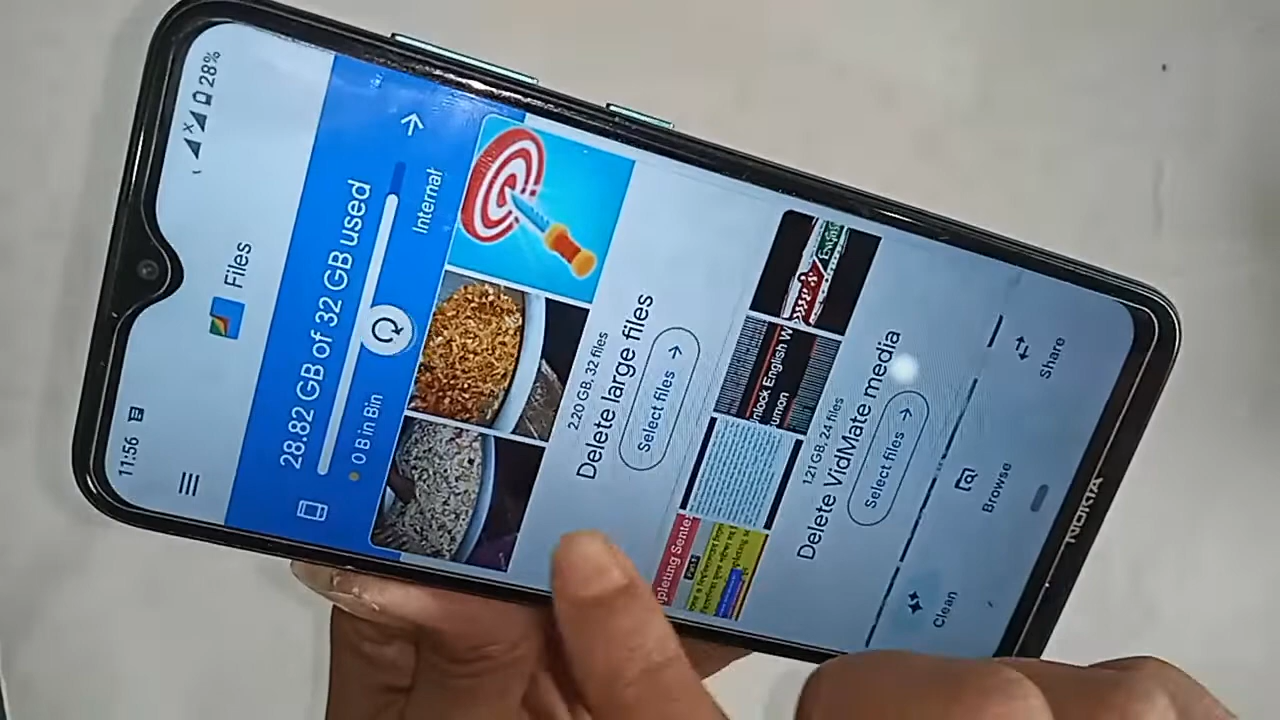 11:56
28%
Files
28.82 GB of 32 GB used
0 B in Bin
Internal
2.20 GB, 32 files
Delete large files
Select files
1.21 GB, 24 files
Delete VidMate media
Select files
Clean
Browse
Share
NOKIA